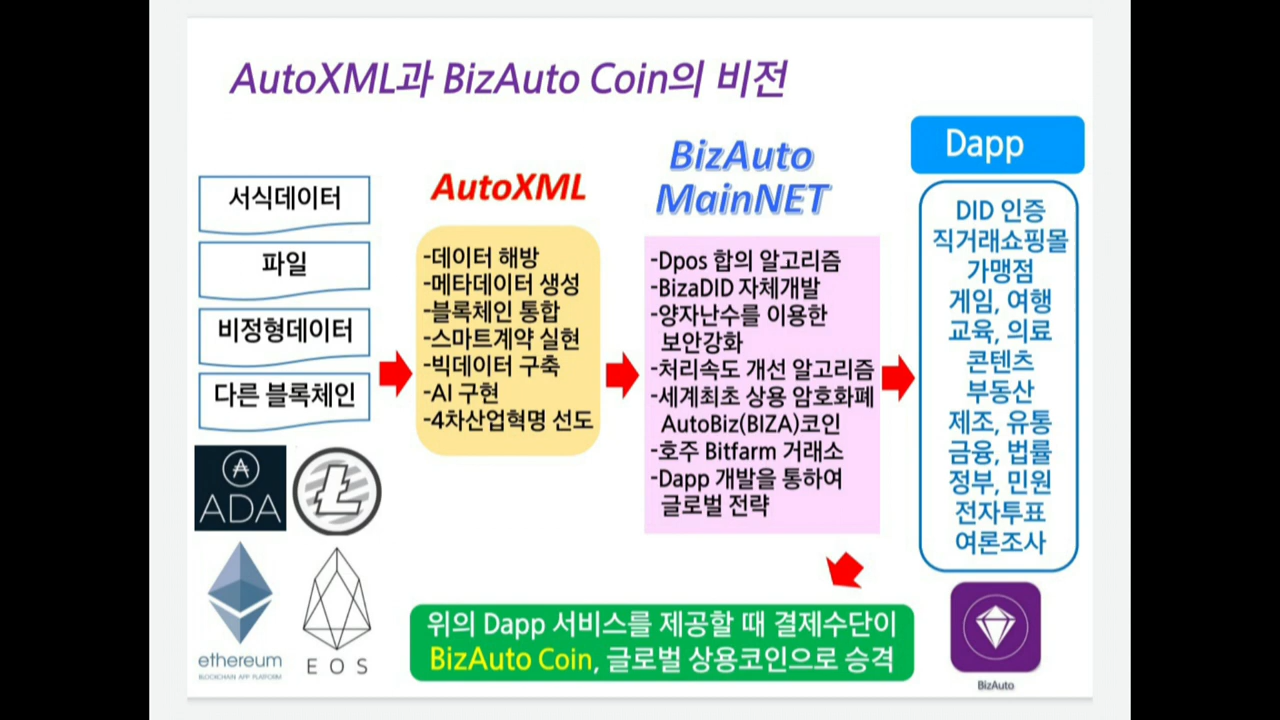 AutoXML과 BizAuto Coin의 비전
서식데이터
파일
비정형데이터
다른 블록체인
ADA
ethereum
BLOCKCHAIN APP PLATFORM
EOS
AutoXML
-데이터 해방
-메타데이터 생성
-블록체인 통합
-스마트계약 실현
-빅데이터 구축
-AI 구현
-4차산업혁명 선도
BizAuto
MainNET
-Dpos 합의 알고리즘
-BizaDID 자체개발
-양자난수를 이용한
보안강화
-처리속도 개선 알고리즘
-세계최초 상용 암호화폐
AutoBiz(BIZA)코인
-호주 Bitfarm 거래소
-Dapp 개발을 통하여
글로벌 전략
Dapp
DID 인증
직거래쇼핑몰
가맹점
게임, 여행
교육, 의료
콘텐츠
부동산
제조, 유통
금융, 법률
정부, 민원
전자투표
여론조사
위의 Dapp 서비스를 제공할 때 결제수단이
BizAuto Coin, 글로벌 상용코인으로 승격
BizAuto